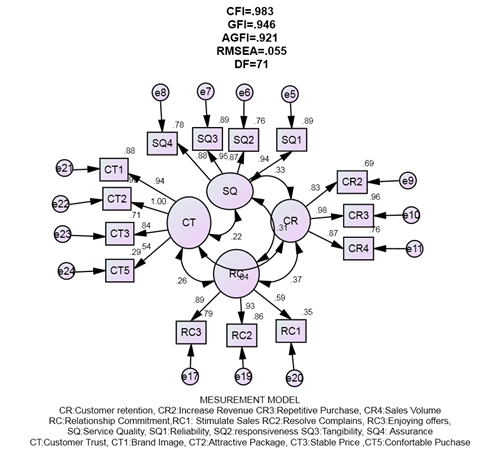 CFI=.983
GFI=.946
AGFI=.921
RMSEA=.055
DF=71
e8
e7
e6
e5
.78
.89
.76
.89
SQ4
SQ3
SQ2
SQ1
.88
.95
.87
.94
.33
e21
.88
CT1
.94
SQ
.69
.83
CR2
e9
e22
CT2
1.00
CT
CR
.96
.98
CR3
e10
.71
e23
CT3
.84
.22
.31
.87
.76
CR4
e11
.29
.54
e24
CT5
RC
.26
.37
.89
.79
.93
.86
.59
.35
RC3
RC2
RC1
e17
e19
e20
MESUREMENT MODEL
CR:Customer retention, CR2:Increase Revenue CR3:Repetitive Purchase, CR4:Sales Volume
RC:Relationship Commitment,RC1: Stimulate Sales RC2:Resolve Complains, RC3:Enjoying offers,
SQ:Service Quality, SQ1:Reliability, SQ2:responsiveness SQ3:Tangibility, SQ4: Assurance
CT:Customer Trust, CT1:Brand Image, CT2:Attractive Package, CT3:Stable Price ,CT5:Confortable Puchase